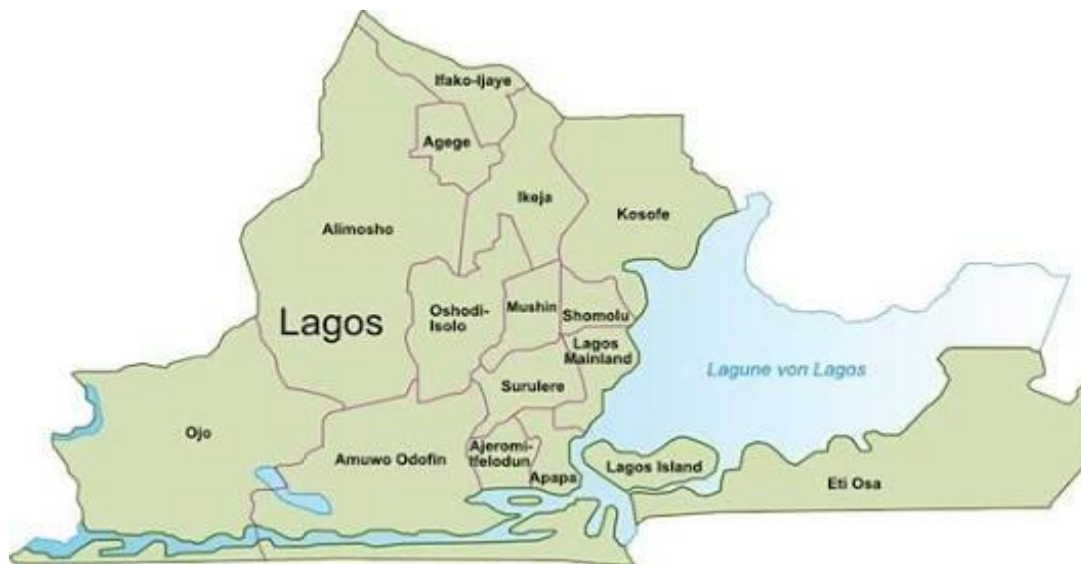 Ifako-Ijaye
Agege
Ikeja
Kosofe
Alimosho
Lagos
Oshodi-
Isolo
Mushin
Shomolu
Lagos
Mainland
Lagune von Lagos
Surulere
Ojo
Amuwo Odofin
Ajeromi-
Ifelodun
Apapa
Lagos Island
Eti Osa